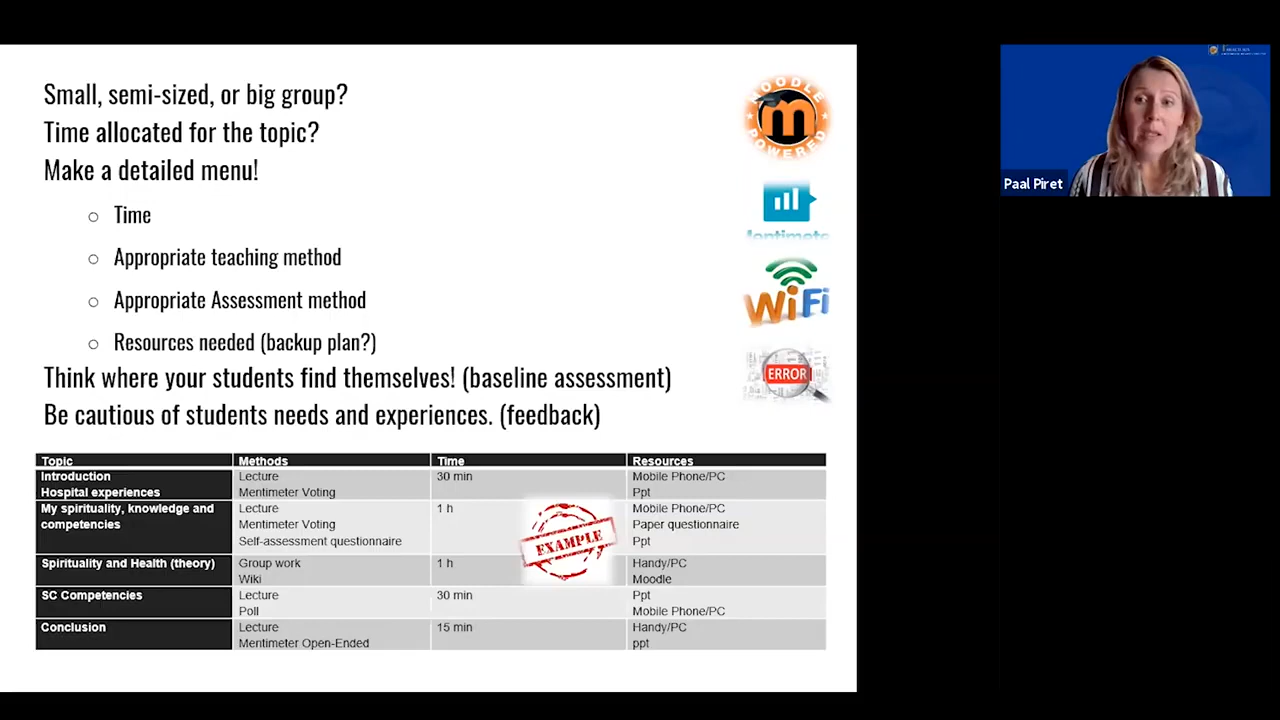 Small, semi-sized, or big group?
Time allocated for the topic?
Make a detailed menu!
Time
Appropriate teaching method
Appropriate Assessment method
Resources needed (backup plan?)
Think where your students find themselves! (baseline assessment)
Be cautious of students needs and experiences. (feedback)
MOODLE
m
POWERED
WiFi
ERROR
Paal Piret
Topic Methods Time Resources
Introduction Lecture 30 min Mobile Phone/PC
Hospital experiences Mentimeter Voting Ppt
My spirituality, knowledge and Lecture 1 h Mobile Phone/PC
competencies Mentimeter Voting Paper questionnaire
Self-assessment questionnaire Ppt
EXAMPLE
Spirituality and Health (theory) Group work 1 h Handy/PC
Wiki Moodle
SC Competencies Lecture 30 min Ppt
Poll Mobile Phone/PC
Conclusion Lecture 15 min Handy/PC
Mentimeter Open-Ended ppt